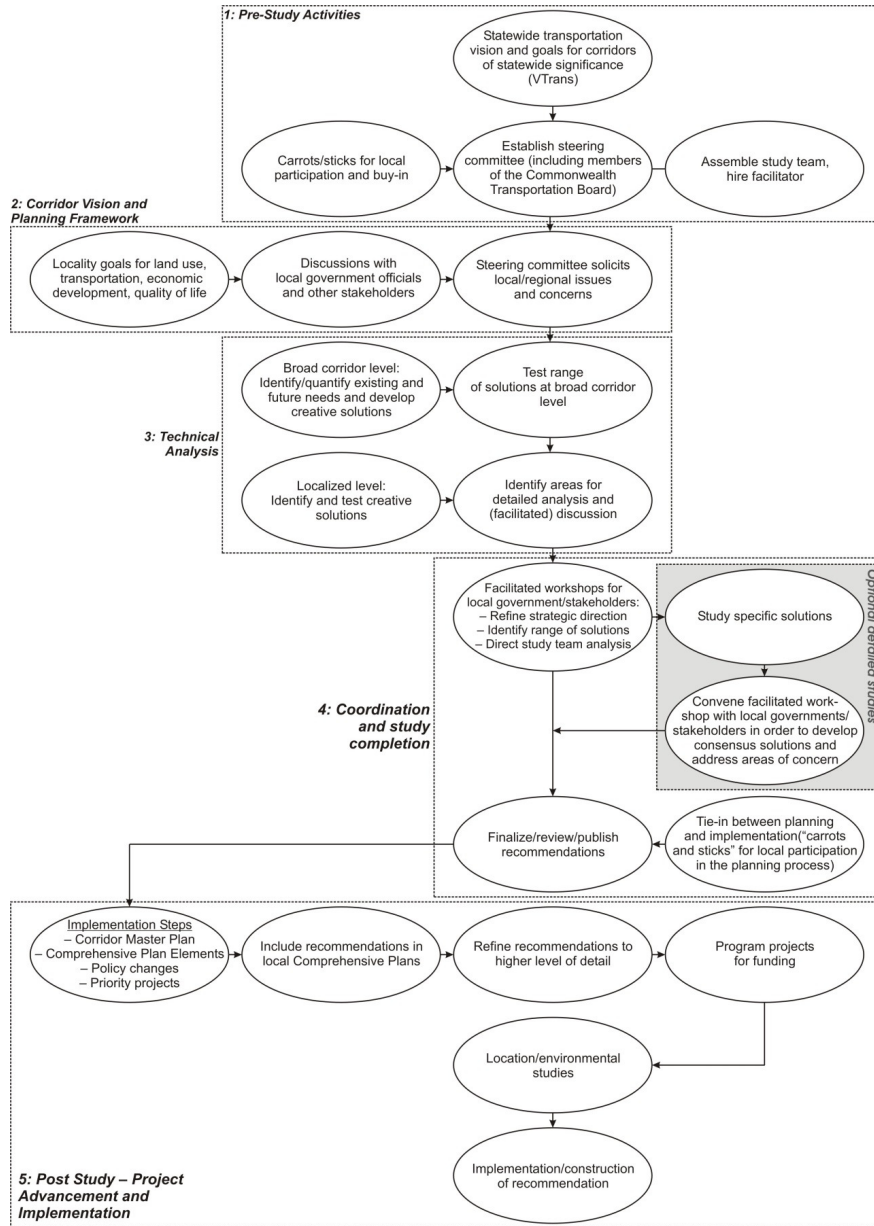 1: Pre-Study Activities
Statewide transportation
vision and goals for corridors
of statewide significance
(VTrans)
Carrots/sticks for local
participation and buy-in
Establish steering
committee (including members
of the Commonwealth
Transportation Board)
Assemble study team,
hire facilitator
2: Corridor Vision and
Planning Framework
Locality goals for land use,
transportation, economic
development, quality of life
Discussions with
local government officials
and other stakeholders
Steering committee solicits
local/regional issues
and concerns
Broad corridor level:
Identify/quantify existing and
future needs and develop
creative solutions
Test range
of solutions at broad corridor
level
3: Technical
Analysis
Localized level:
Identify and test creative
solutions
Identify areas for
detailed analysis and
(facilitated) discussion
Facilitated workshops for
local government/stakeholders:
– Refine strategic direction
– Identify range of solutions
– Direct study team analysis
Optional detailed studies
Study specific solutions
Convene facilitated work-
shop with local governments/
stakeholders in order to develop
consensus solutions and
address areas of concern
4: Coordination
and study
completion
Finalize/review/publish
recommendations
Tie-in between planning
and implementation(“carrots
and sticks” for local participation
in the planning process)
Implementation Steps
– Corridor Master Plan
– Comprehensive Plan Elements
– Policy changes
– Priority projects
Include recommendations in
local Comprehensive Plans
Refine recommendations to
higher level of detail
Program projects
for funding
Location/environmental
studies
Implementation/construction
of recommendation
5: Post Study – Project
Advancement and
Implementation